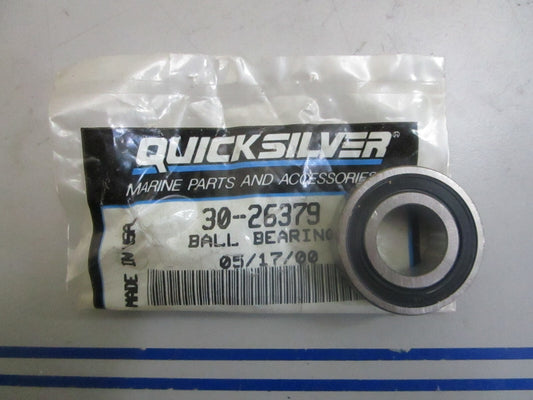 QUICKSILVER®
MARINE PARTS AND ACCESSORIES
30-26379
BALL BEARING
05/17/00
MADE IN USA